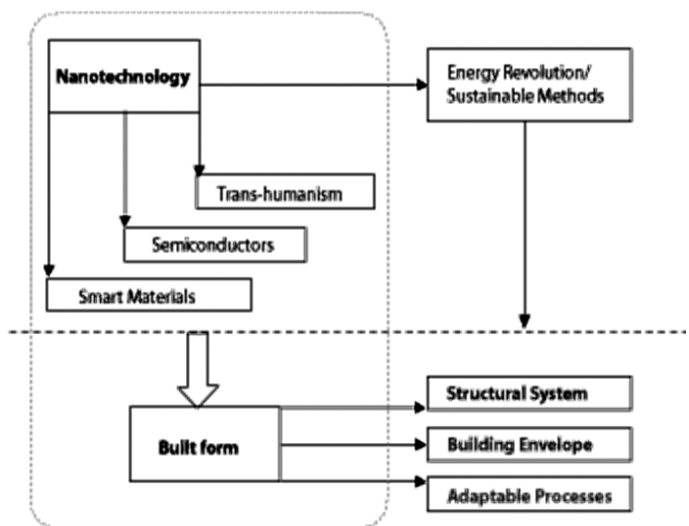 Nanotechnology
Energy Revolution/
Sustainable Methods
Trans-humanism
Semiconductors
Smart Materials
Built form
Structural System
Building Envelope
Adaptable Processes